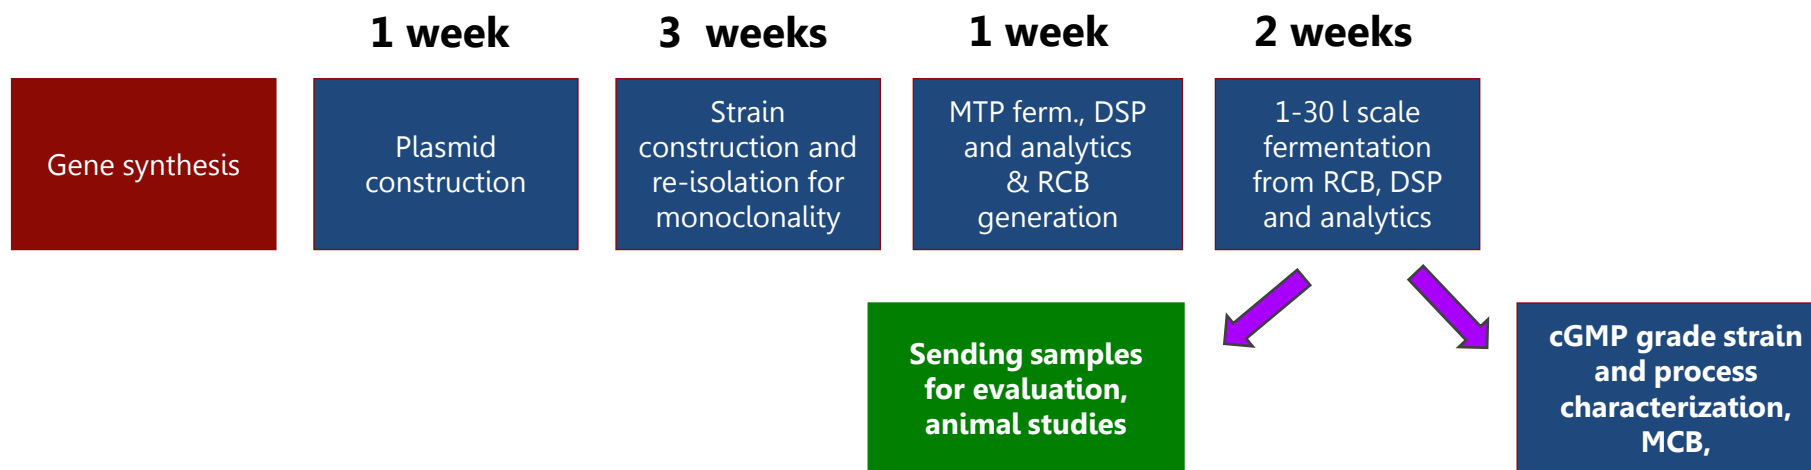 1 week
3 weeks
1 week
2 weeks
Gene synthesis
Plasmid
construction
Strain
construction and
re-isolation for
monoclonality
MTP ferm., DSP
and analytics
& RCB
generation
1-30 l scale
fermentation
from RCB, DSP
and analytics
Sending samples
for evaluation,
animal studies
cGMP grade strain
and process
characterization,
MCB,